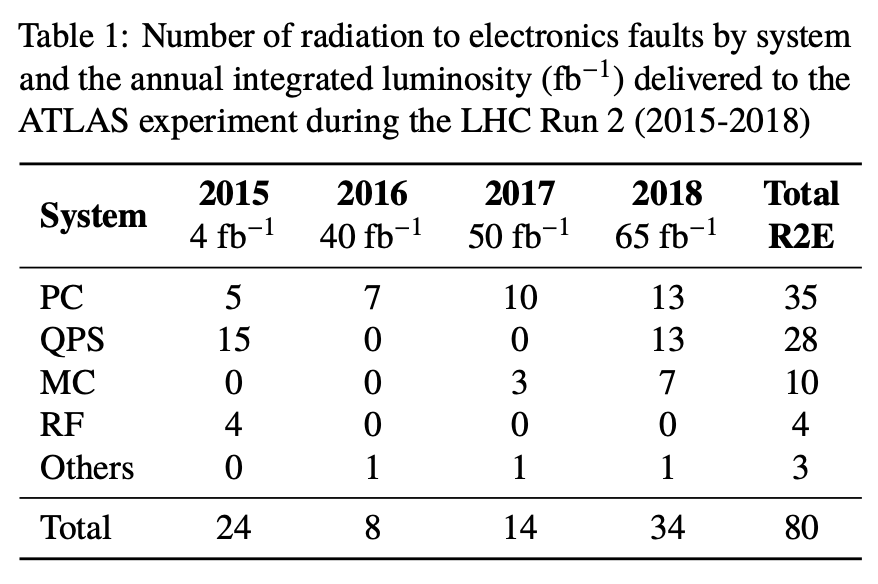 Table 1: Number of radiation to electronics faults by system
and the annual integrated luminosity (fb⁻¹) delivered to the
ATLAS experiment during the LHC Run 2 (2015-2018)
System 2015 2016 2017 2018 Total
4 fb⁻¹ 40 fb⁻¹ 50 fb⁻¹ 65 fb⁻¹ R2E
PC 5 7 10 13 35
QPS 15 0 0 13 28
MC 0 0 3 7 10
RF 4 0 0 0 4
Others 0 1 1 1 3
Total 24 8 14 34 80